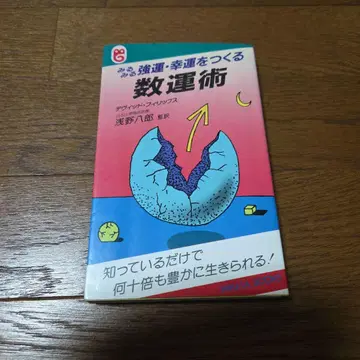 みるみる強運・幸運をつくる
数運術
デヴィッド・フィリップス
浅野八郎 監訳
知っているだけで
何十倍も豊かに生きられる!